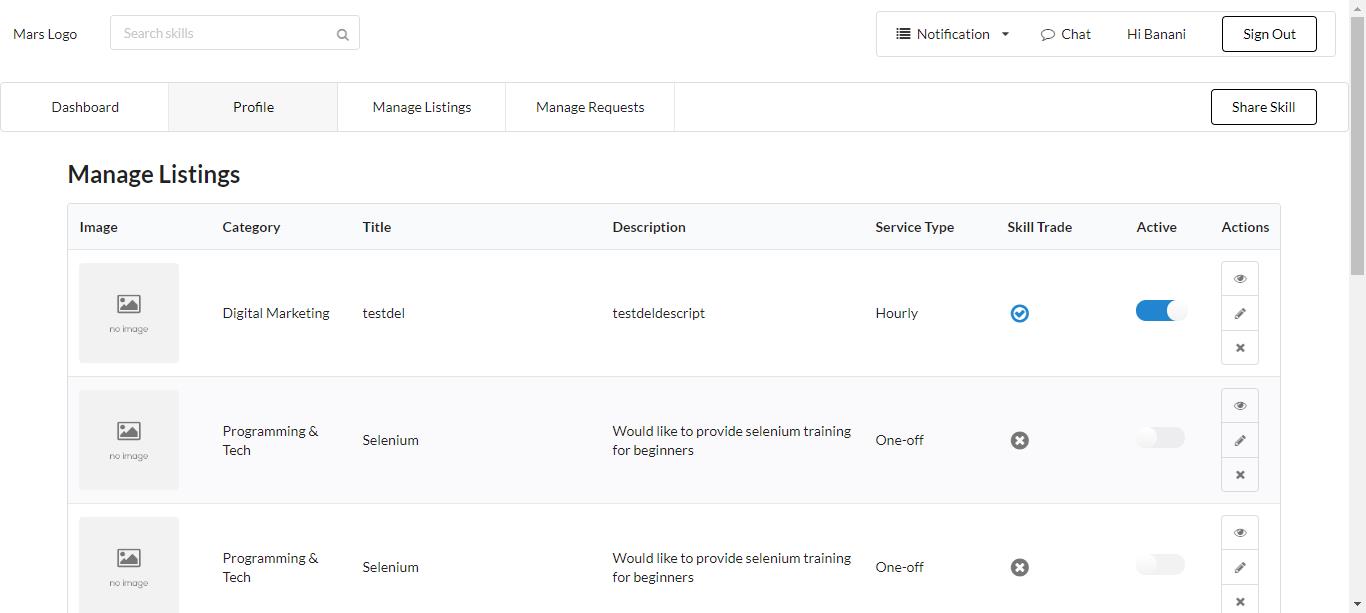 Mars Logo
Search skills
Notification
Chat
Hi Banani
Sign Out
Dashboard
Profile
Manage Listings
Manage Requests
Share Skill
Manage Listings
Image Category Title Description Service Type Skill Trade Active Actions
no image
Digital Marketing
testdel
testdeldescript
Hourly
no image
Programming &
Tech
Selenium
Would like to provide selenium training
for beginners
One-off
no image
Programming &
Tech
Selenium
Would like to provide selenium training
for beginners
One-off